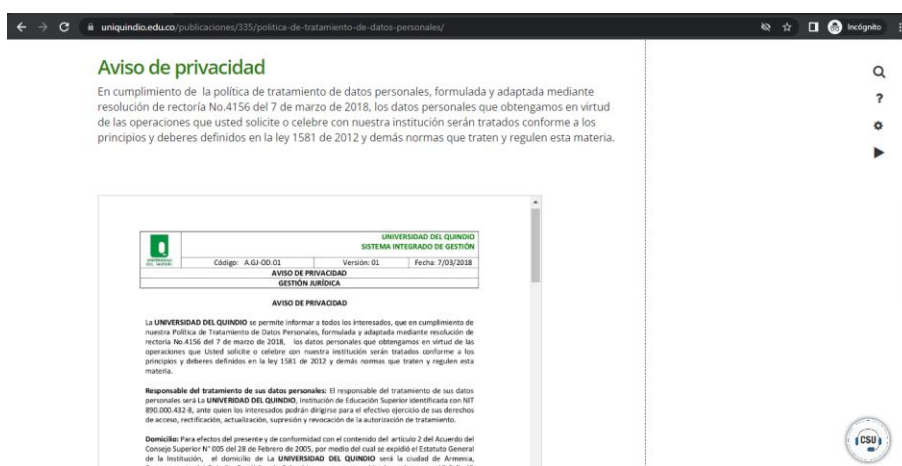 uniquindio.edu.co/publicaciones/335/politica-de-tratamiento-de-datos-personales/
Incógnito
Aviso de privacidad
En cumplimiento de la política de tratamiento de datos personales, formulada y adaptada mediante
resolución de rectoría No.4156 del 7 de marzo de 2018, los datos personales que obtengamos en virtud
de las operaciones que usted solicite o celebre con nuestra institución serán tratados conforme a los
principios y deberes definidos en la ley 1581 de 2012 y demás normas que traten y regulen esta materia.
UNIVERSIDAD DEL QUINDIO
SISTEMA INTEGRADO DE GESTIÓN
Código: A.GJ-OD.01 Versión: 01 Fecha: 7/03/2018
AVISO DE PRIVACIDAD
GESTIÓN JURÍDICA
AVISO DE PRIVACIDAD
La UNIVERSIDAD DEL QUINDIO se permite informar a todos los interesados, que en cumplimiento de
nuestra Política de Tratamiento de Datos Personales, formulada y adaptada mediante resolución de
rectoría No.4156 del 7 de marzo de 2018, los datos personales que obtengamos en virtud de las
operaciones que Usted solicite o celebre con nuestra institución serán tratados conforme a los
principios y deberes definidos en la ley 1581 de 2012 y demás normas que traten y regulen esta
materia.
Responsable del tratamiento de sus datos personales: El responsable del tratamiento de sus datos
personales será La UNIVERIDAD DEL QUINDIO, Institución de Educación Superior identificada con NIT
890.000.432-8, ante quien los interesados podrán dirigirse para el efectivo ejercicio de sus derechos
de acceso, rectificación, actualización, supresión y revocación de la autorización de tratamiento.
Domicilio: Para efectos del presente y de conformidad con el contenido del artículo 2 del Acuerdo del
Consejo Superior N° 005 del 28 de Febrero de 2005, por medio del cual se expidió el Estatuto General
de la Institución, el domicilio de La UNIVERSIDAD DEL QUINDIO será la ciudad de Armenia,
CSU